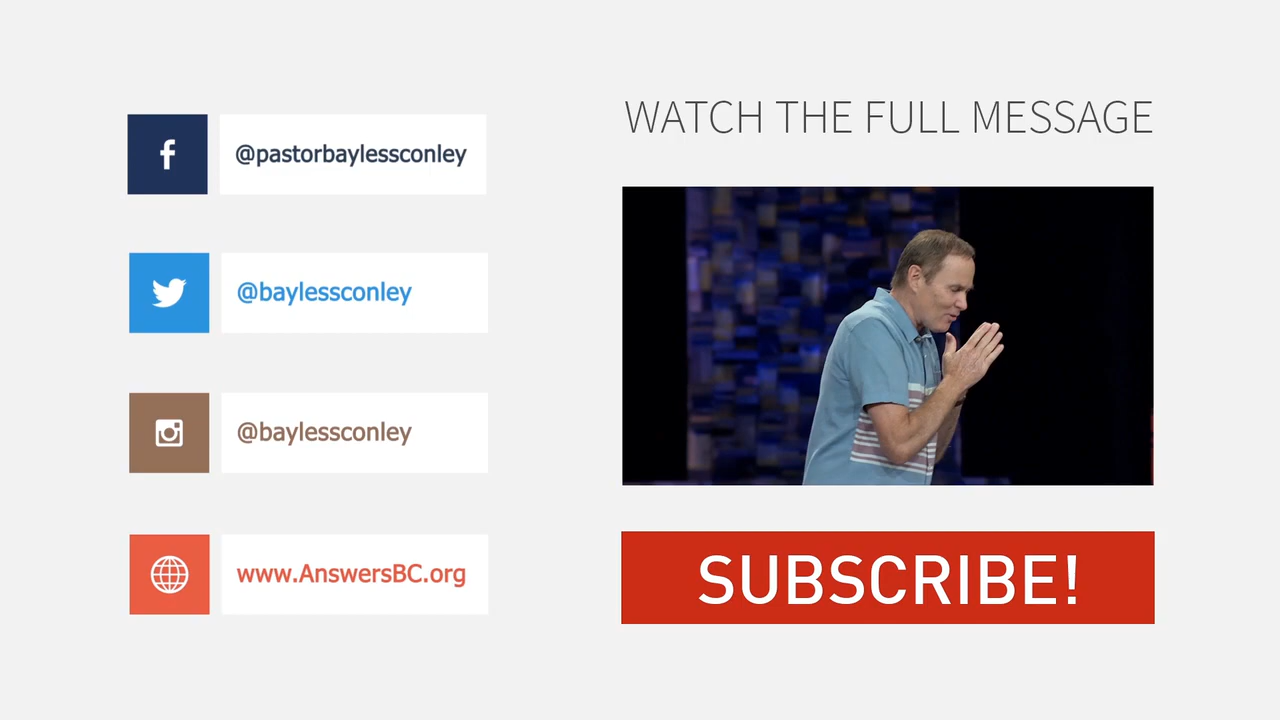 @pastorbaylessconley
@baylessconley
@baylessconley
www.AnswersBC.org
WATCH THE FULL MESSAGE
SUBSCRIBE!